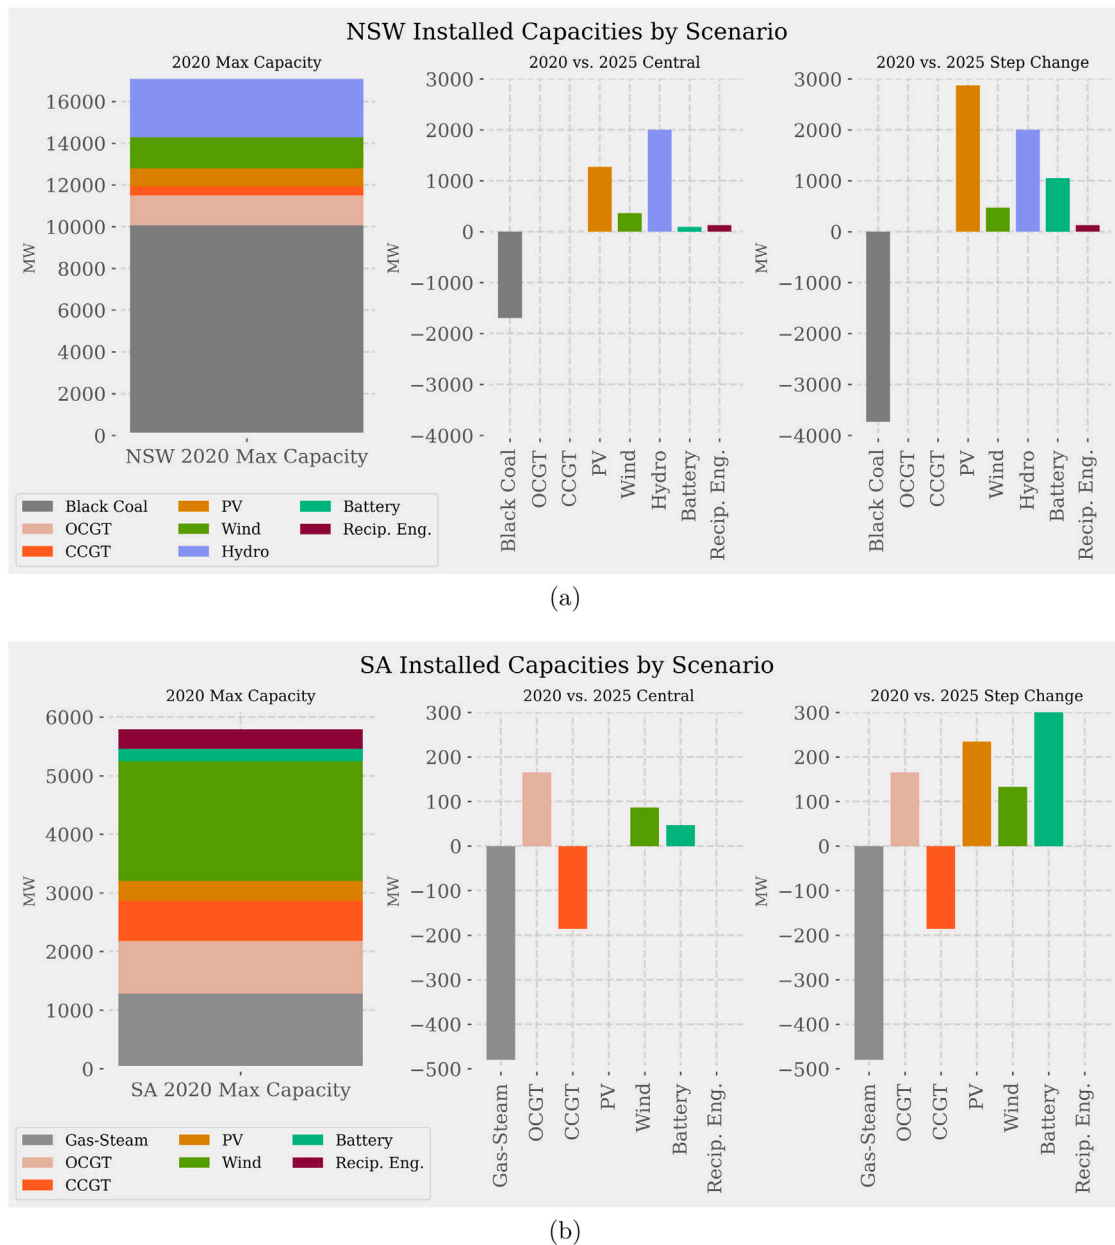 NSW Installed Capacities by Scenario
2020 Max Capacity
2020 vs. 2025 Central
2020 vs. 2025 Step Change
MW
16000
14000
12000
10000
8000
6000
4000
2000
0
NSW 2020 Max Capacity
MW
3000
2000
1000
0
−1000
−2000
−3000
−4000
Black Coal
OCGT
CCGT
PV
Wind
Hydro
Battery
Recip. Eng.
MW
3000
2000
1000
0
−1000
−2000
−3000
−4000
Black Coal
OCGT
CCGT
PV
Wind
Hydro
Battery
Recip. Eng.
Black Coal
OCGT
CCGT
PV
Wind
Hydro
Battery
Recip. Eng.
(a)
SA Installed Capacities by Scenario
2020 Max Capacity
2020 vs. 2025 Central
2020 vs. 2025 Step Change
MW
6000
5000
4000
3000
2000
1000
0
SA 2020 Max Capacity
MW
300
200
100
0
−100
−200
−300
−400
−500
Gas-Steam
OCGT
CCGT
PV
Wind
Battery
Recip. Eng.
MW
300
200
100
0
−100
−200
−300
−400
−500
Gas-Steam
OCGT
CCGT
PV
Wind
Battery
Recip. Eng.
Gas-Steam
OCGT
CCGT
PV
Wind
Battery
Recip. Eng.
(b)